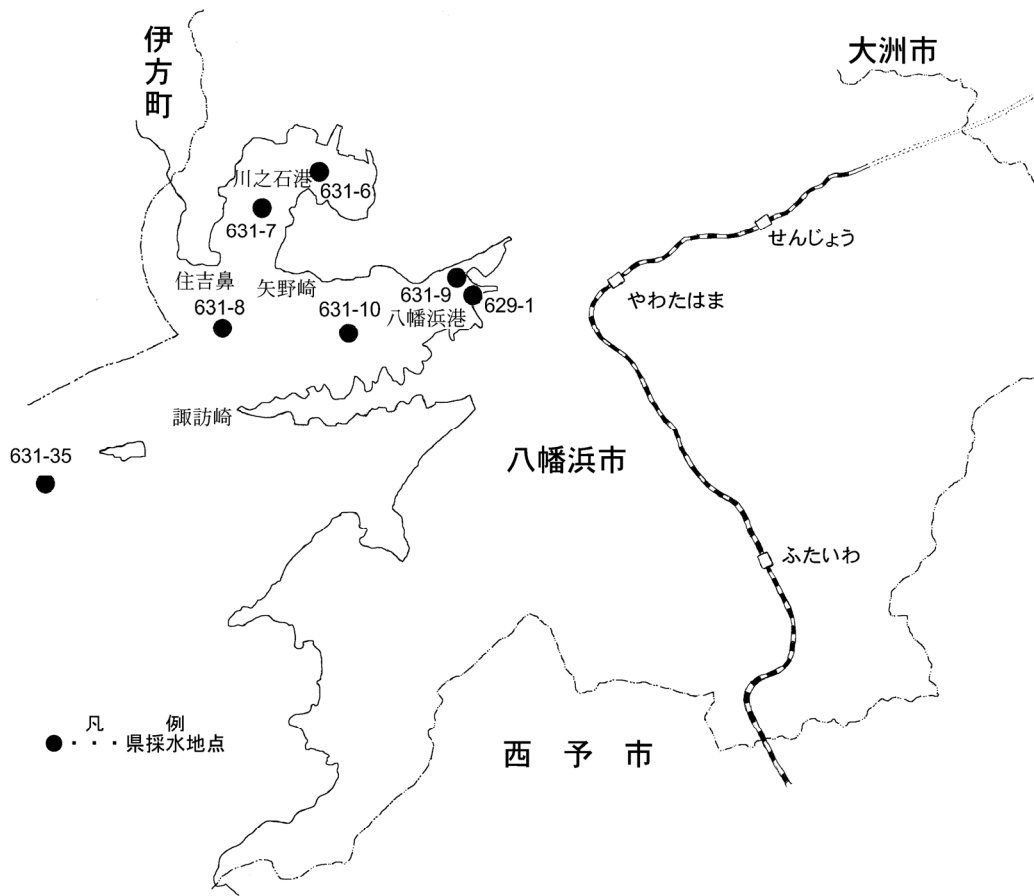 伊方町
大洲市
川之石港
631-6
631-7
せんじょう
住吉鼻
矢野崎
631-9
やわたはま
631-8
631-10
八幡浜港
629-1
諏訪崎
631-35
八幡浜市
ふたいわ
凡 例
●・・・県採水地点
西 予 市